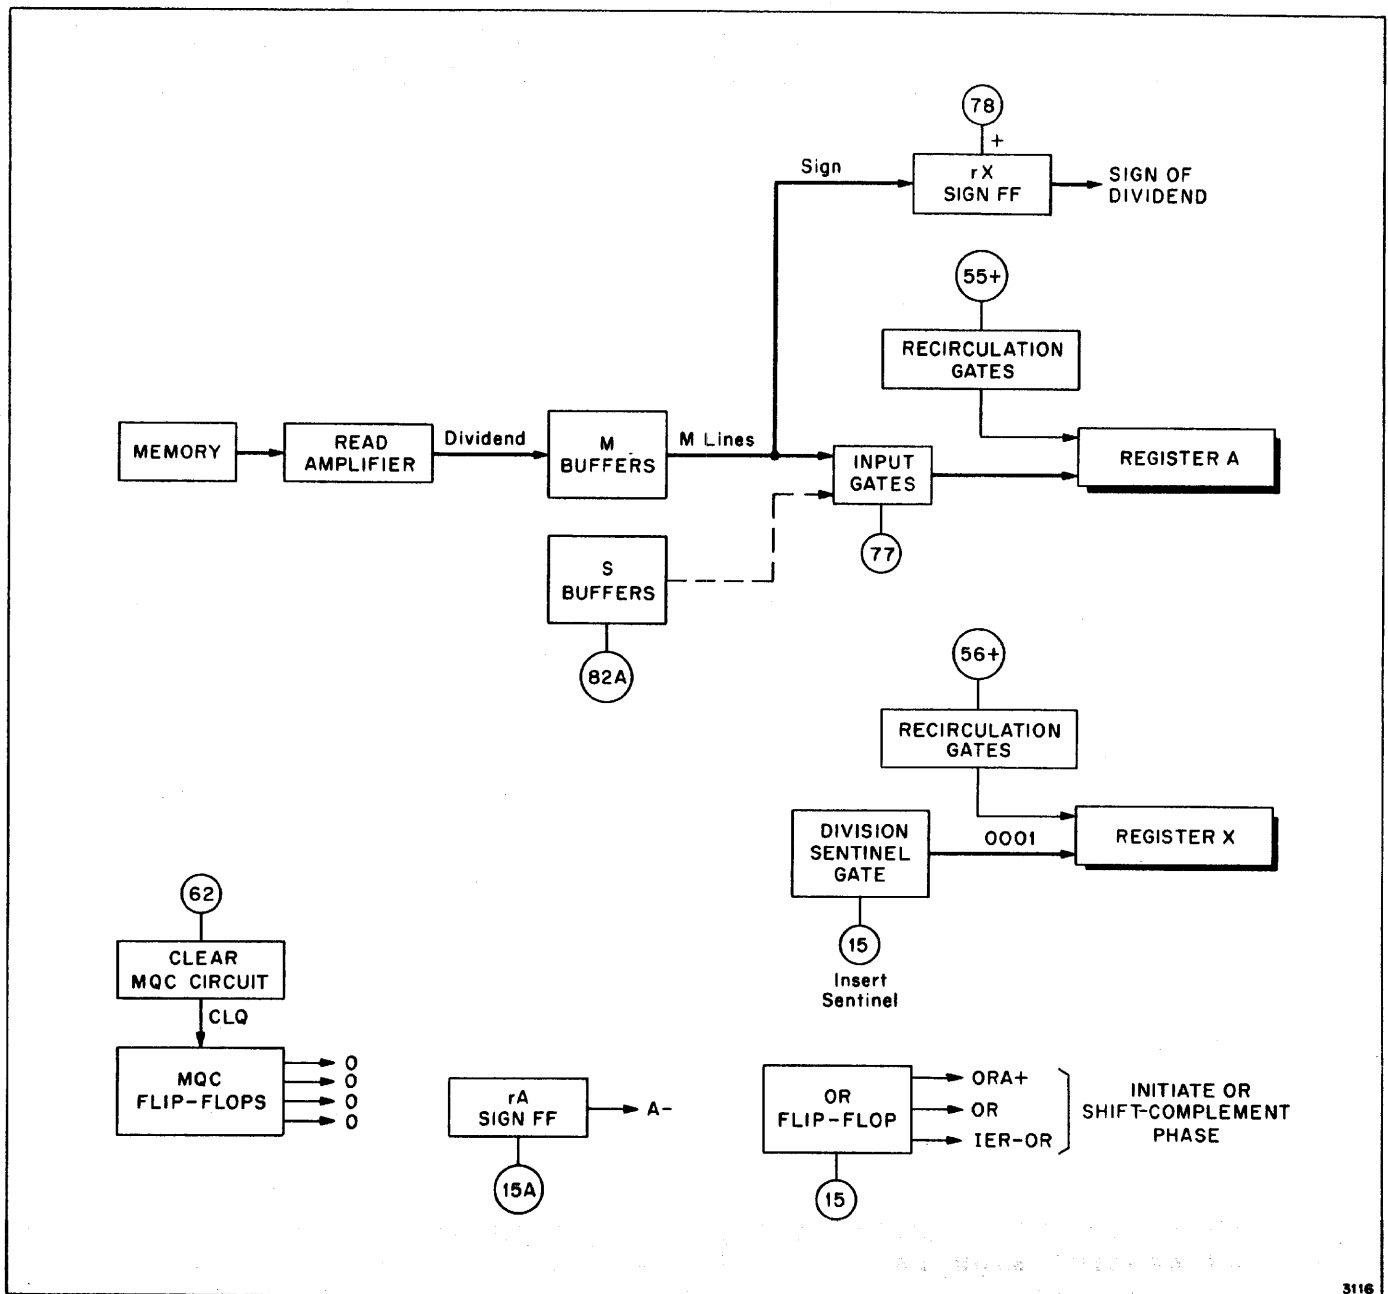 78
+
Sign
rX
SIGN FF
SIGN OF
DIVIDEND
55+
RECIRCULATION
GATES
MEMORY
READ
AMPLIFIER
Dividend
M
BUFFERS
M Lines
INPUT
GATES
REGISTER A
77
S
BUFFERS
82A
56+
RECIRCULATION
GATES
DIVISION
SENTINEL
GATE
0001
REGISTER X
15
Insert
Sentinel
62
CLEAR
MQC CIRCUIT
CLQ
MQC
FLIP-FLOPS
0
0
0
0
rA
SIGN FF
A-
15A
OR
FLIP-FLOP
ORA+
OR
IER-OR
INITIATE OR
SHIFT-COMPLEMENT
PHASE
15
3116